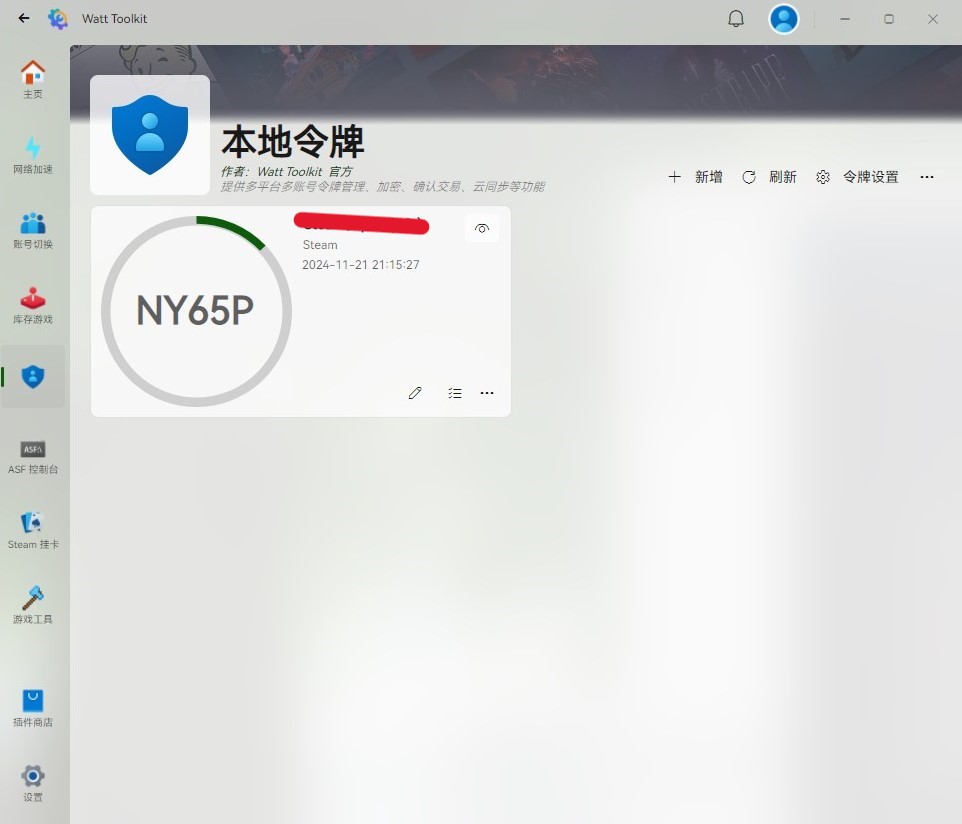 Watt Toolkit
主页
网络加速
账号切换
库存游戏
ASF
ASF 控制台
Steam 挂卡
游戏工具
插件商店
设置
本地令牌
作者：Watt Toolkit 官方
提供多平台多账号令牌管理、加密、确认交易、云同步等功能
新增
刷新
令牌设置
Steam
2024-11-21 21:15:27
NY65P